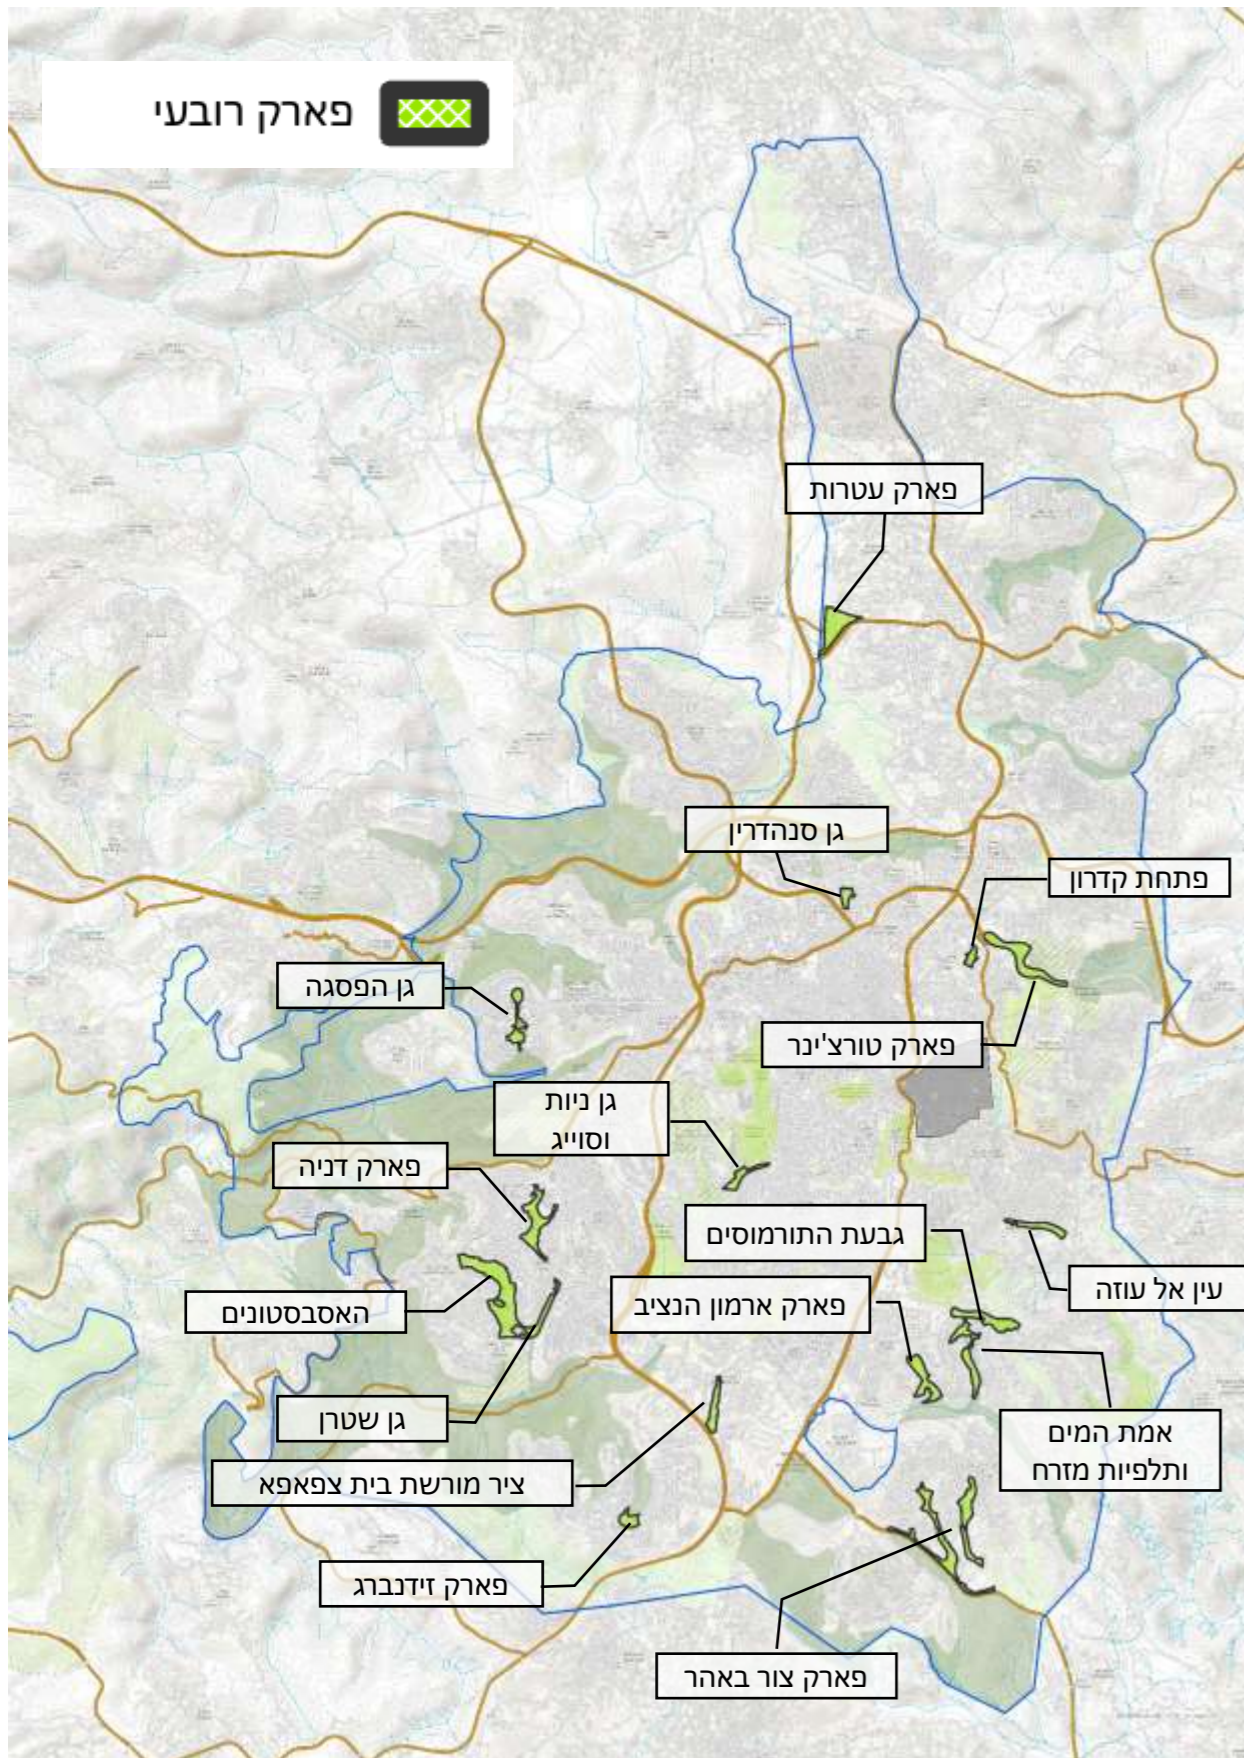 פארק רובעי
פארק עטרות
גן סנהדרין
פתחת קדרון
גן הפסגה
פארק טורצ'ינר
גן ניות
וסוייג
פארק דניה
גבעת התורמוסים
עין אל עוזה
פארק ארמון הנציב
האסבסטונים
גן שטרן
אמת המים
ותלפיות מזרח
ציר מורשת בית צפאפא
פארק זידנברג
פארק צור באהר